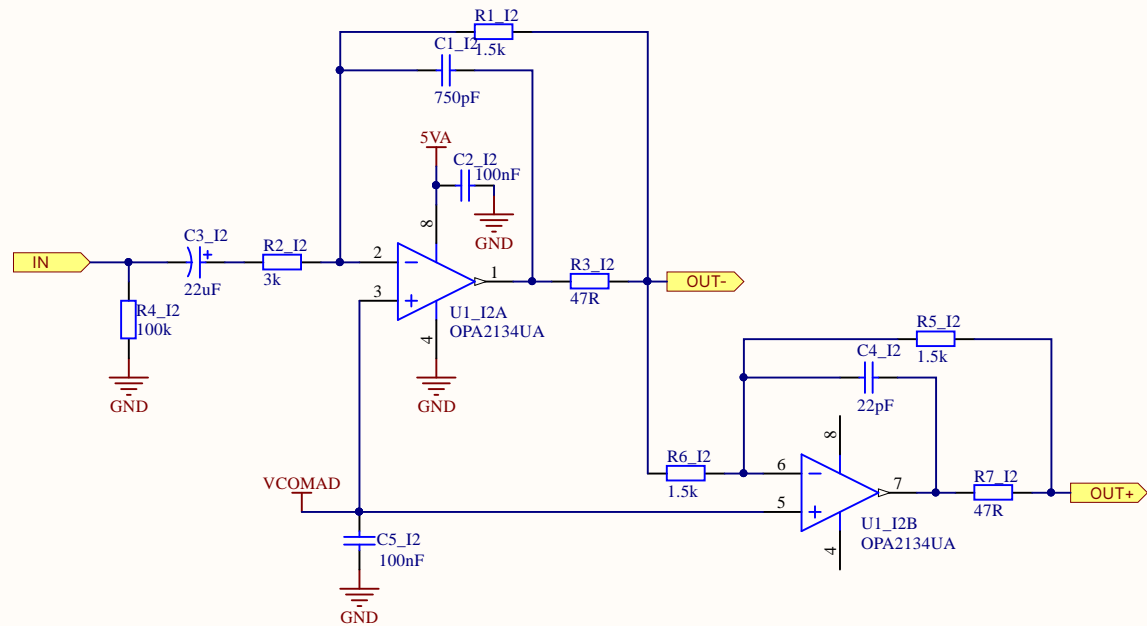 R1_I2
1.5k
C1_I2
750pF
5VA
C2_I2
100nF
8
GND
C3_I2
22uF
R2_I2
3k
IN
2
3
1
4
R3_I2
47R
OUT-
R4_I2
100k
GND
U1_I2A
OPA2134UA
GND
R5_I2
1.5k
C4_I2
22pF
8
R6_I2
1.5k
6
5
7
4
R7_I2
47R
OUT+
VCOMAD
U1_I2B
OPA2134UA
C5_I2
100nF
GND